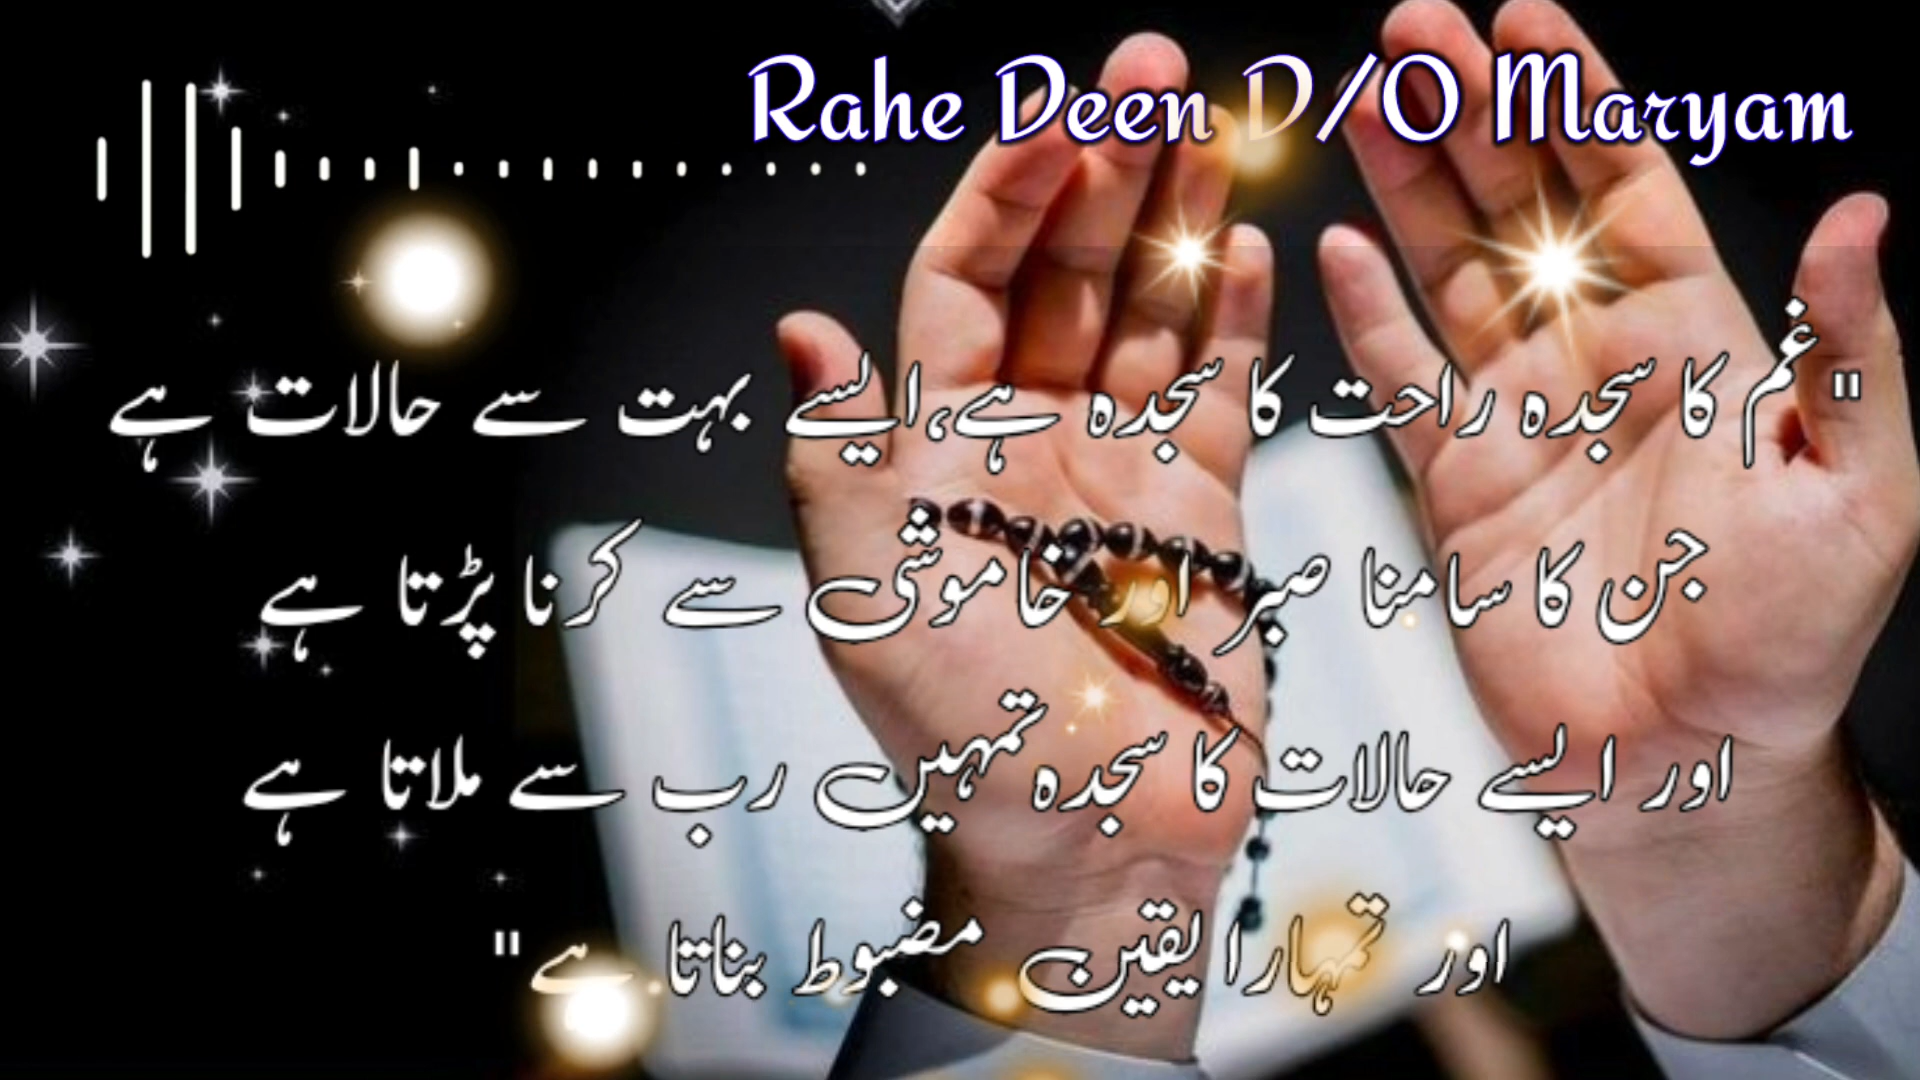 Rahe Deen D/O Maryam
"غم کا سجدہ راحت کا سجدہ ہے،ایسے بہت سے حالات ہے
جن کا سامنا صبر اور خاموشی سے کرنا پڑتا ہے
اور ایسے حالات کا سجدہ تمہیں رب سے ملاتا ہے
اور تمہارا یقین مضبوط بناتا ہے"